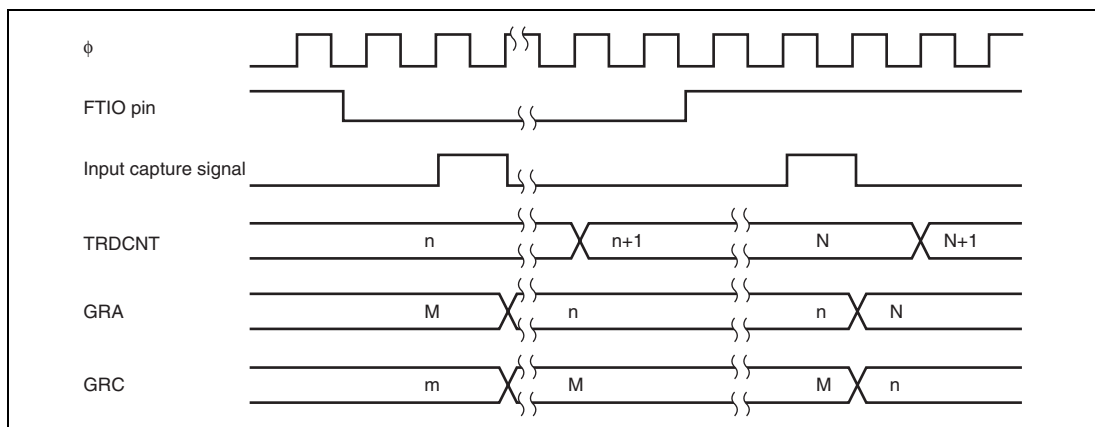 ϕ
FTIO pin
Input capture signal
TRDCNT n n+1 N N+1
GRA M n n N
GRC m M M n